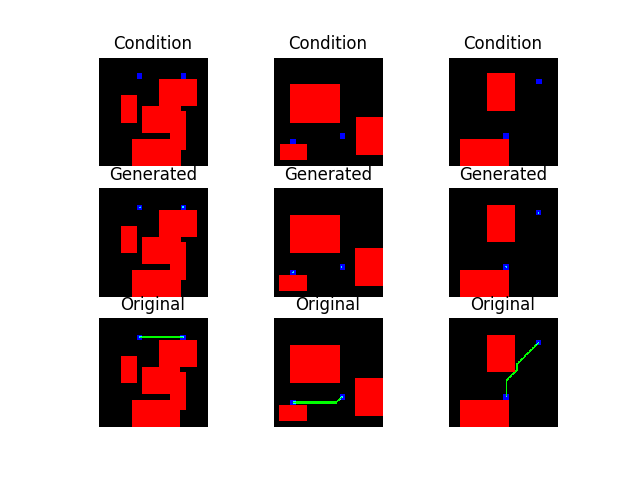 Condition Condition Condition
Generated Generated Generated
Original Original Original